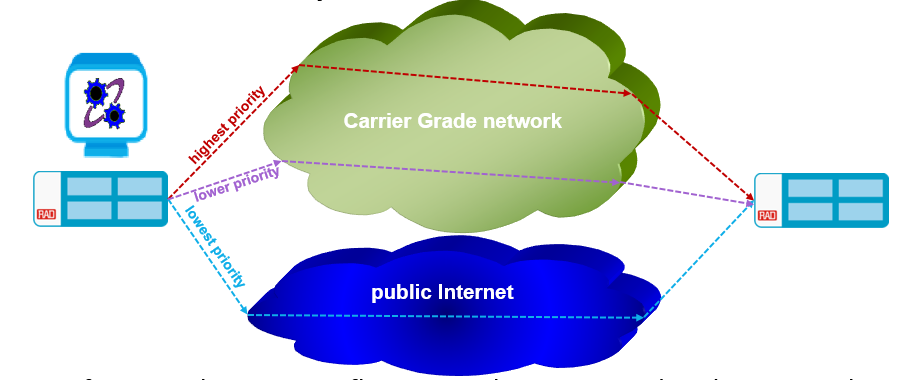 highest priority
Carrier Grade network
lower priority
RAD
RAD
lowest priority
public Internet